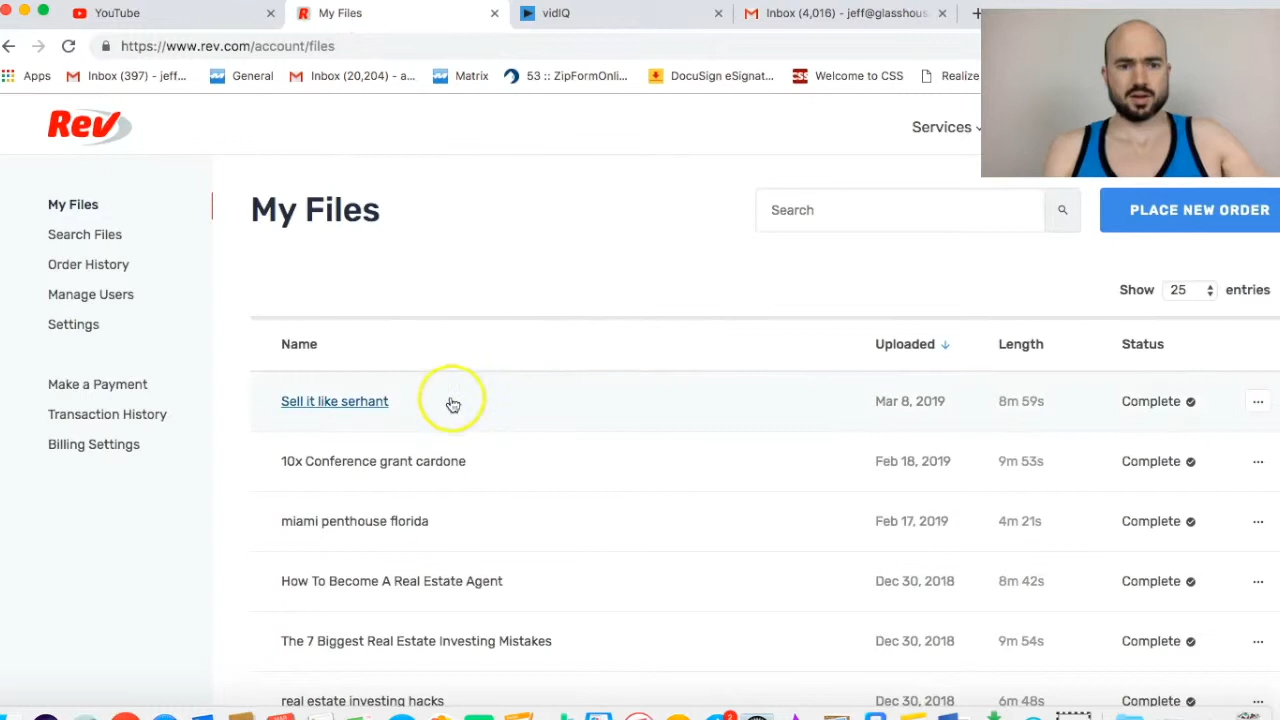 YouTube
My Files
vidIQ
Inbox (4,016) - jeff@glasshous
https://www.rev.com/account/files
Apps
Inbox (397) - jeff...
General
Inbox (20,204) - a...
Matrix
53 :: ZipFormOnli...
DocuSign eSignat...
CSS
Welcome to CSS
Realize
Rev
Services
My Files
Search Files
Order History
Manage Users
Settings
Make a Payment
Transaction History
Billing Settings
My Files
Search
PLACE NEW ORDER
Show 25 entries
Name Uploaded Length Status
Sell it like serhant Mar 8, 2019 8m 59s Complete
10x Conference grant cardone Feb 18, 2019 9m 53s Complete
miami penthouse florida Feb 17, 2019 4m 21s Complete
How To Become A Real Estate Agent Dec 30, 2018 8m 42s Complete
The 7 Biggest Real Estate Investing Mistakes Dec 30, 2018 9m 54s Complete
real estate investing hacks Dec 30, 2018 6m 48s Complete
2